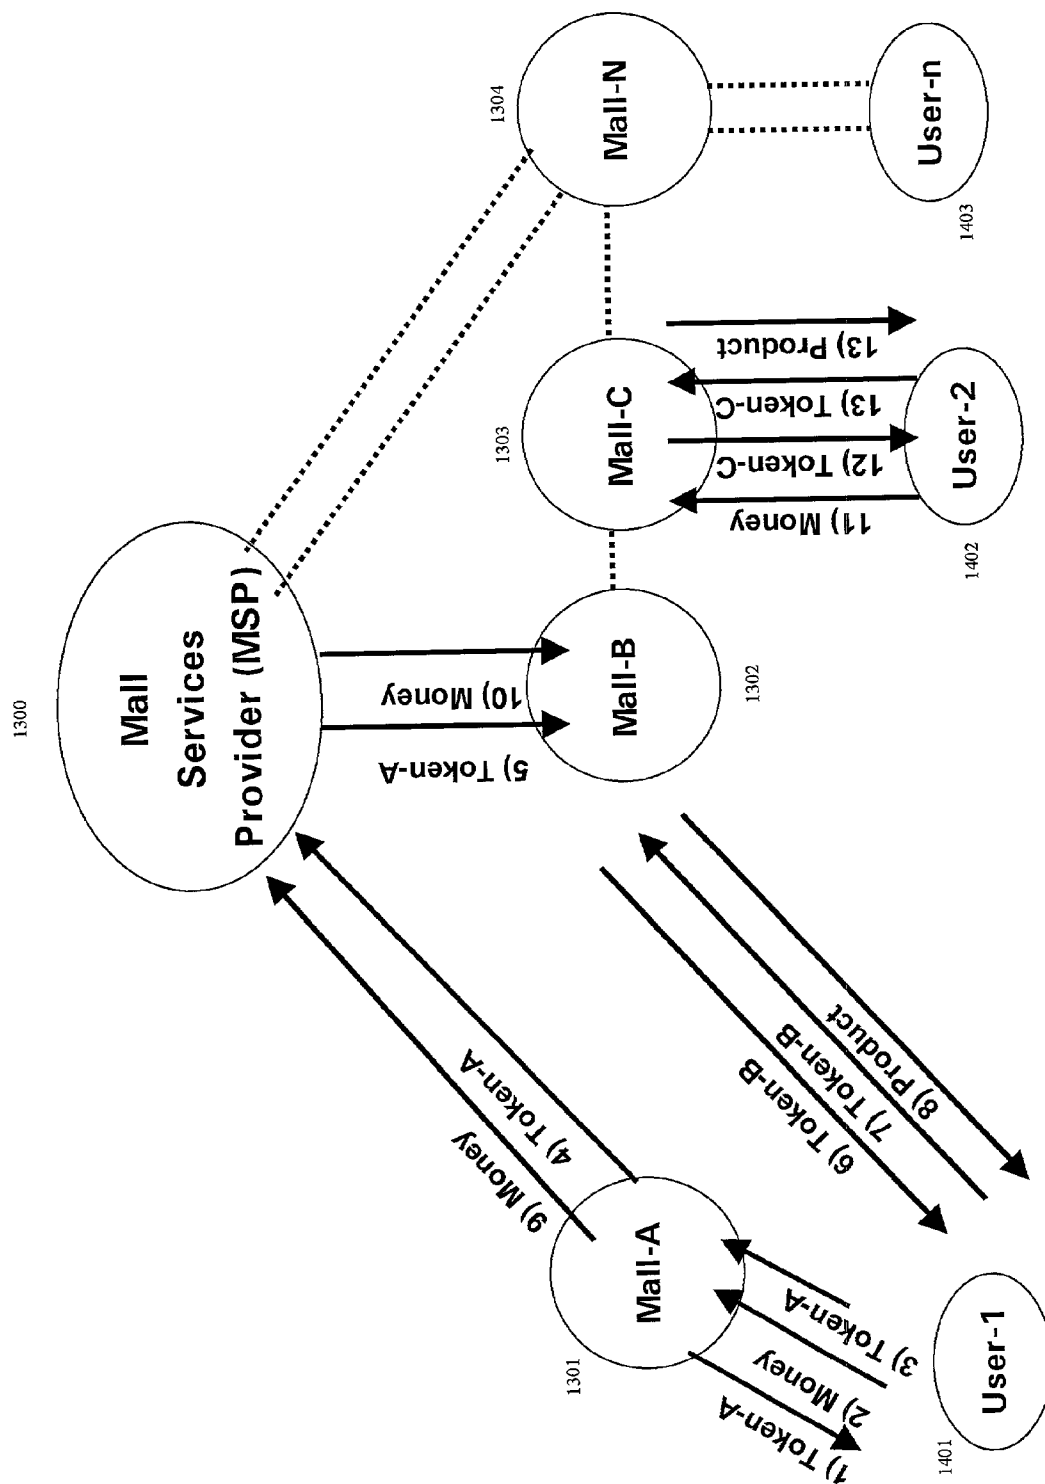 1300
Mall
Services
Provider (MSP)
9) Money
4) Token-A
5) Token-A
10) Money
1301
Mall-A
1302
Mall-B
1303
Mall-C
1304
Mall-N
1) Token-A
2) Money
3) Token-A
6) Token-B
7) Token-B
8) Product
11) Money
12) Token-C
13) Token-C
13) Product
1401
User-1
1402
User-2
1403
User-n